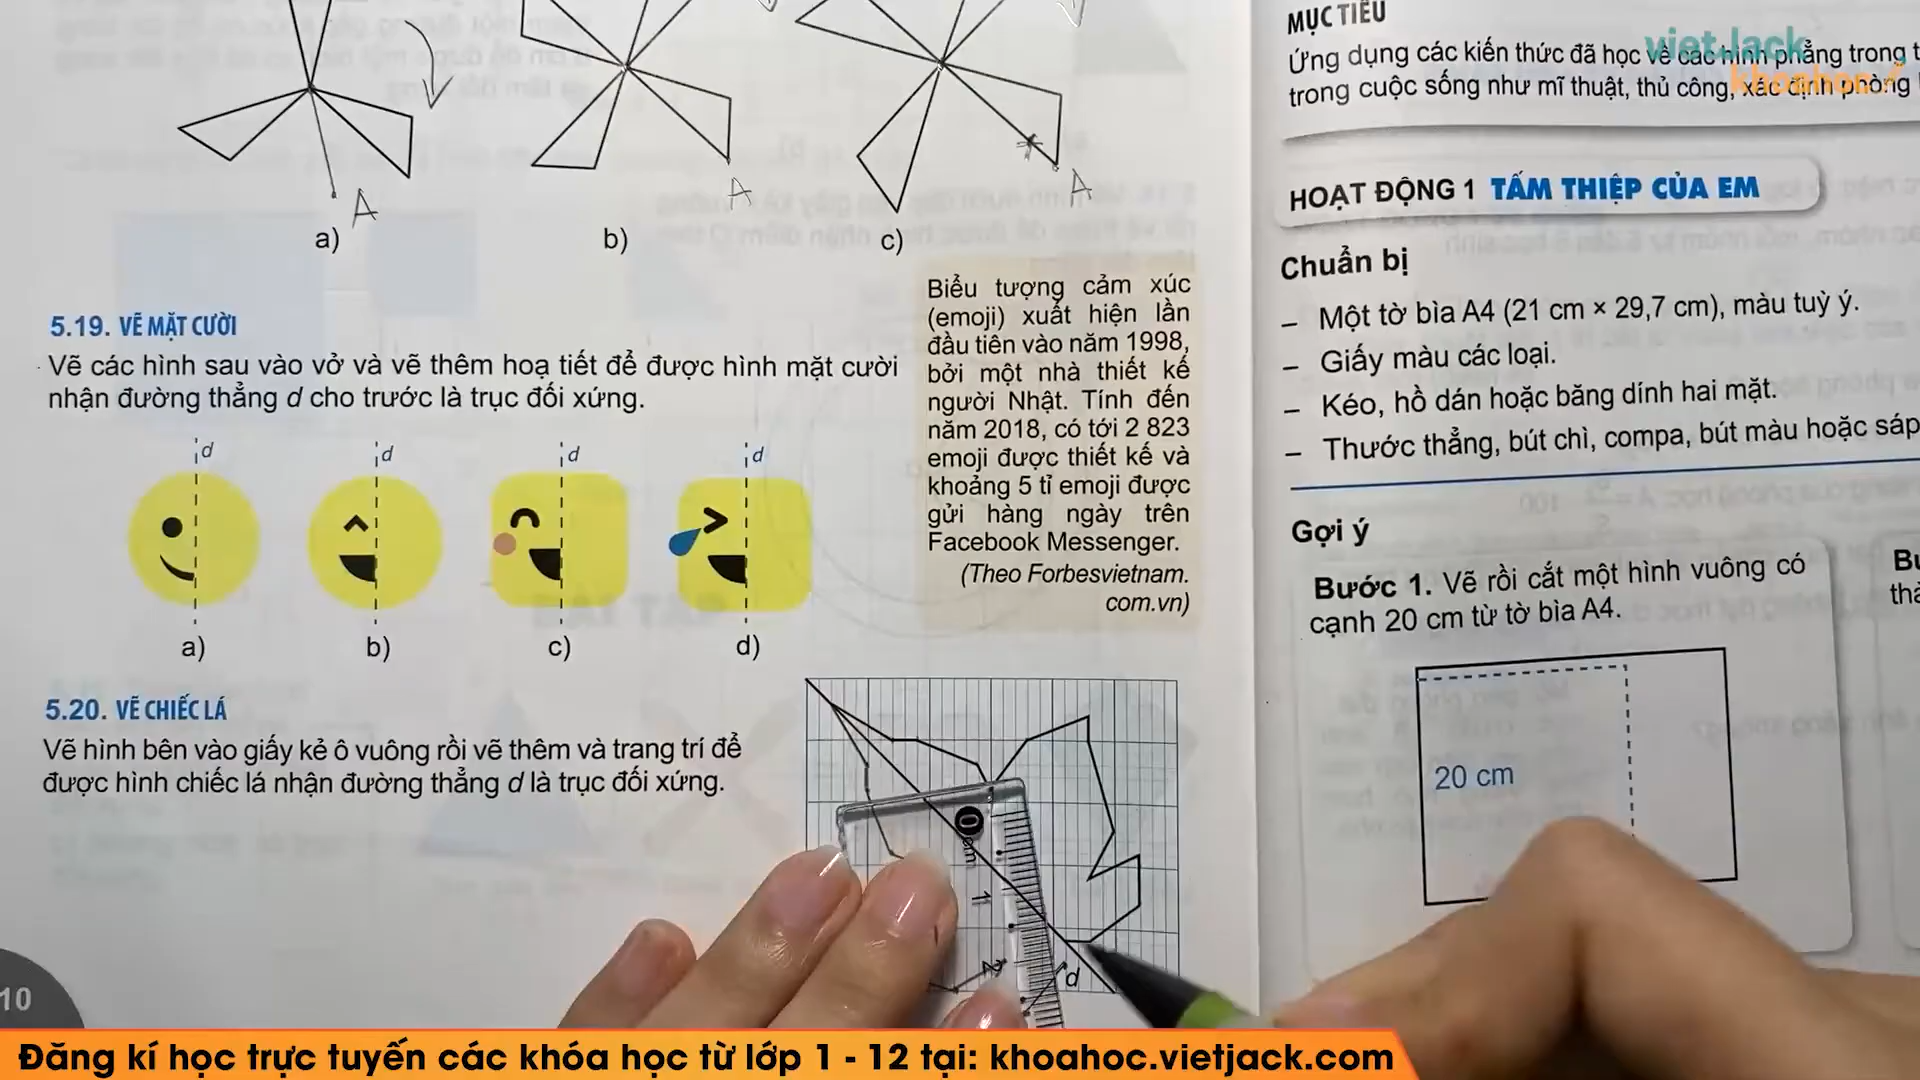 A
A
A
a)
b)
c)
5.19. VẼ MẶT CƯỜI
Vẽ các hình sau vào vở và vẽ thêm hoạ tiết để được hình mặt cười
nhận đường thẳng d cho trước là trục đối xứng.
d
d
d
d
a)
b)
c)
d)
Biểu tượng cảm xúc
(emoji) xuất hiện lần
đầu tiên vào năm 1998,
bởi một nhà thiết kế
người Nhật. Tính đến
năm 2018, có tới 2 823
emoji được thiết kế và
khoảng 5 tỉ emoji được
gửi hàng ngày trên
Facebook Messenger.
(Theo Forbesvietnam.
com.vn)
5.20. VẼ CHIẾC LÁ
Vẽ hình bên vào giấy kẻ ô vuông rồi vẽ thêm và trang trí để
được hình chiếc lá nhận đường thẳng d là trục đối xứng.
0 cm 1 2
d
10
MỤC TIÊU
vietJack
Ứng dụng các kiến thức đã học về các hình phẳng trong
khoahoc
trong cuộc sống như mĩ thuật, thủ công, xác định phòng
HOẠT ĐỘNG 1 TẤM THIỆP CỦA EM
Chuẩn bị
– Một tờ bìa A4 (21 cm × 29,7 cm), màu tuỳ ý.
– Giấy màu các loại.
– Kéo, hồ dán hoặc băng dính hai mặt.
– Thước thẳng, bút chì, compa, bút màu hoặc sáp
Gợi ý
Bước 1. Vẽ rồi cắt một hình vuông có
cạnh 20 cm từ tờ bìa A4.
20 cm
Đăng kí học trực tuyến các khóa học từ lớp 1 - 12 tại: khoahoc.vietjack.com